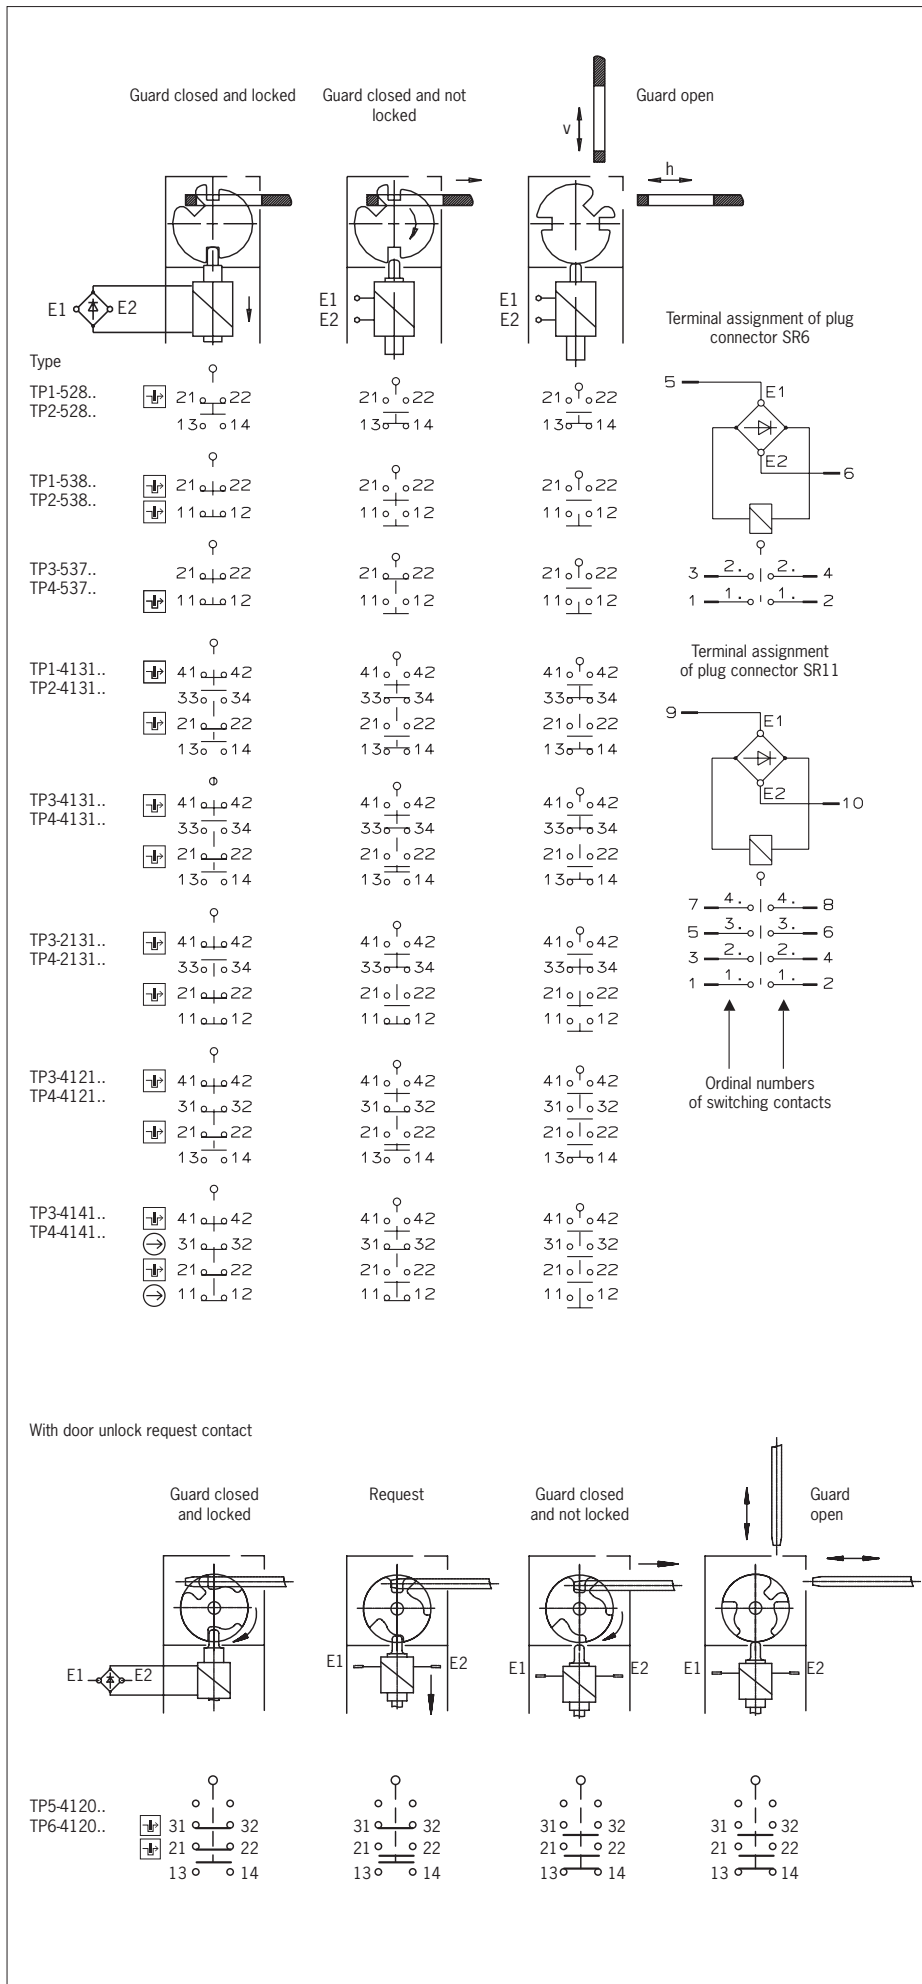 Guard closed and locked
Guard closed and not
locked
Guard open
v
h
E1 E2
E1
E2
E1
E2
Terminal assignment of plug
connector SR6
5
E1
E2
6
3 2. 2. 4
1 1. 1. 2
Type
TP1-528..
TP2-528..
21 22 21 22 21 22
13 14 13 14 13 14
TP1-538..
TP2-538..
21 22 21 22 21 22
11 12 11 12 11 12
TP3-537..
TP4-537..
21 22 21 22 21 22
11 12 11 12 11 12
Terminal assignment
of plug connector SR11
9
E1
E2
10
7 4. 4. 8
5 3. 3. 6
3 2. 2. 4
1 1. 1. 2
Ordinal numbers
of switching contacts
TP1-4131..
TP2-4131..
41 42 41 42 41 42
33 34 33 34 33 34
21 22 21 22 21 22
13 14 13 14 13 14
TP3-4131..
TP4-4131..
41 42 41 42 41 42
33 34 33 34 33 34
21 22 21 22 21 22
13 14 13 14 13 14
TP3-2131..
TP4-2131..
41 42 41 42 41 42
33 34 33 34 33 34
21 22 21 22 21 22
11 12 11 12 11 12
TP3-4121..
TP4-4121..
41 42 41 42 41 42
31 32 31 32 31 32
21 22 21 22 21 22
13 14 13 14 13 14
TP3-4141..
TP4-4141..
41 42 41 42 41 42
31 32 31 32 31 32
21 22 21 22 21 22
11 12 11 12 11 12
With door unlock request contact
Guard closed
and locked
Request
Guard closed
and not locked
Guard
open
E1 E2 E1 E2 E1 E2 E1 E2
TP5-4120..
TP6-4120..
31 32 31 32 31 32 31 32
21 22 21 22 21 22 21 22
13 14 13 14 13 14 13 14